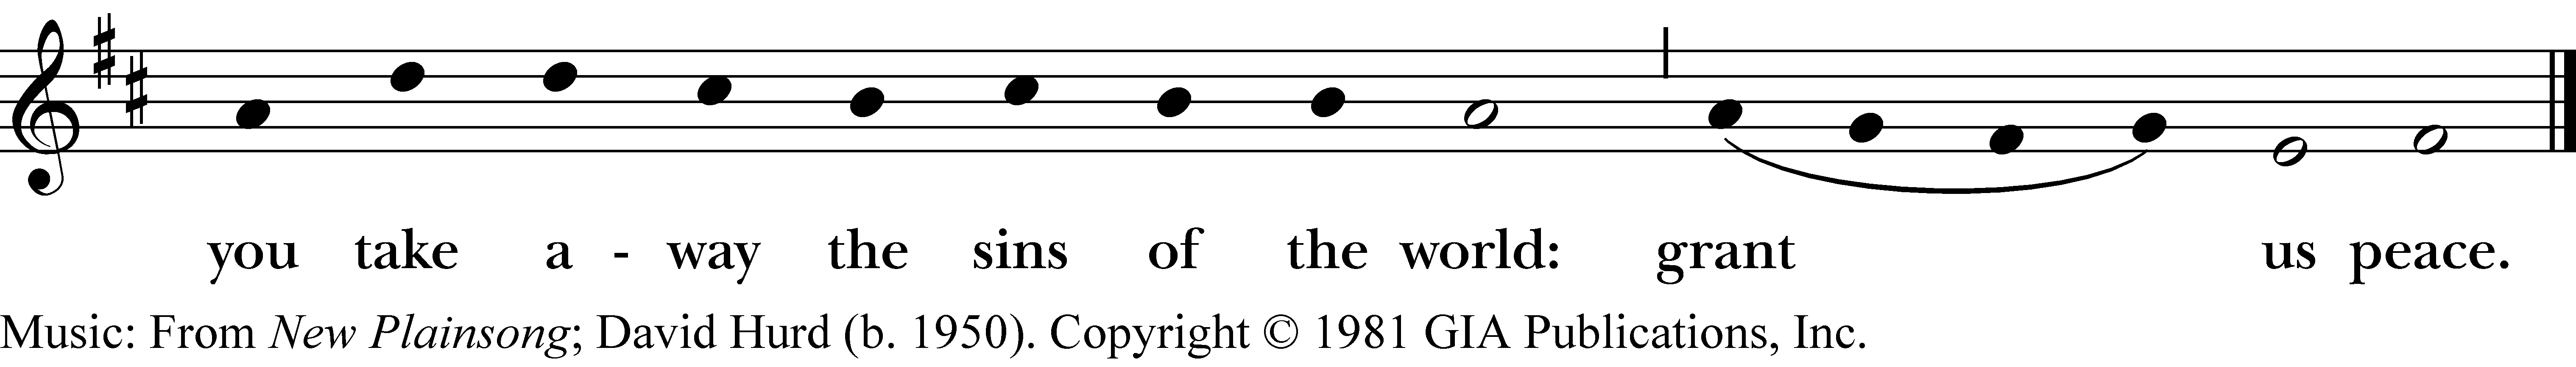 you take a - way the sins of the world: grant us peace.
Music: From New Plainsong; David Hurd (b. 1950). Copyright © 1981 GIA Publications, Inc.